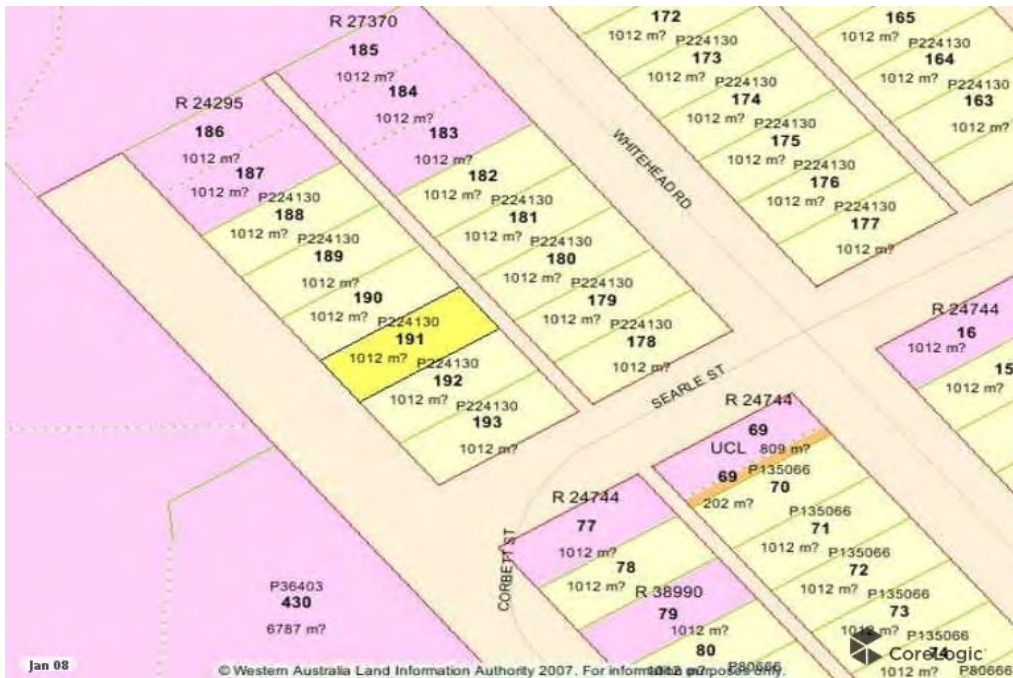 R 27370
185
1012 m?
184
1012 m?
183
1012 m?
182
1012 m?
P224130
181
1012 m?
P224130
180
1012 m?
P224130
179
1012 m?
P224130
178
1012 m?
R 24295
186
1012 m?
187
1012 m?
P224130
188
1012 m?
P224130
189
1012 m?
190
1012 m?
P224130
191
1012 m?
P224130
192
1012 m?
P224130
193
1012 m?
172
1012 m?
P224130
173
1012 m?
P224130
174
1012 m?
P224130
175
1012 m?
P224130
176
1012 m?
P224130
177
1012 m?
165
1012 m?
P224130
164
1012 m?
P224130
163
1012 m?
WHITEHEAD RD
SEARLE ST
CORBETT ST
R 24744
16
1012 m?
15
1012 m?
R 24744
69
UCL 809 m?
69
202 m?
P135066
70
1012 m?
P135066
71
1012 m?
P135066
72
1012 m?
P135066
73
1012 m?
P135066
74
1012 m?
R 24744
77
1012 m?
78
1012 m?
R 38990
79
1012 m?
80
1012 m?
P80666
P80666
P36403
430
6787 m?
CoreLogic
Jan 08
© Western Australia Land Information Authority 2007. For information purposes only.